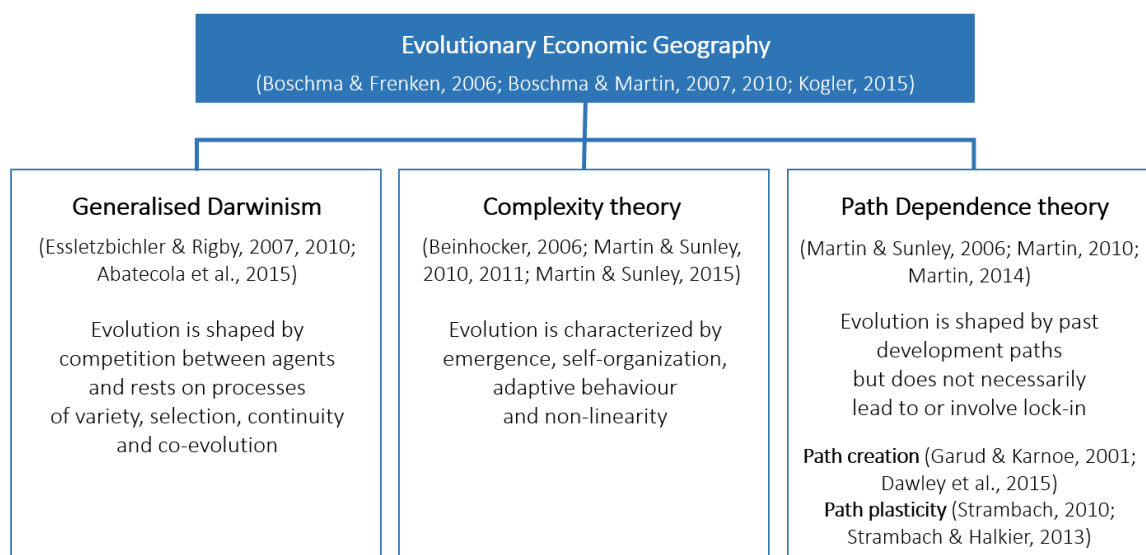 Evolutionary Economic Geography
(Boschma & Frenken, 2006; Boschma & Martin, 2007, 2010; Kogler, 2015)
Generalised Darwinism
(Essletzbichler & Rigby, 2007, 2010;
Abatecola et al., 2015)
Evolution is shaped by
competition between agents
and rests on processes
of variety, selection, continuity
and co-evolution
Complexity theory
(Beinhocker, 2006; Martin & Sunley,
2010, 2011; Martin & Sunley, 2015)
Evolution is characterized by
emergence, self-organization,
adaptive behaviour
and non-linearity
Path Dependence theory
(Martin & Sunley, 2006; Martin, 2010;
Martin, 2014)
Evolution is shaped by past
development paths
but does not necessarily
lead to or involve lock-in
Path creation (Garud & Karnoe, 2001;
Dawley et al., 2015)
Path plasticity (Strambach, 2010;
Strambach & Halkier, 2013)